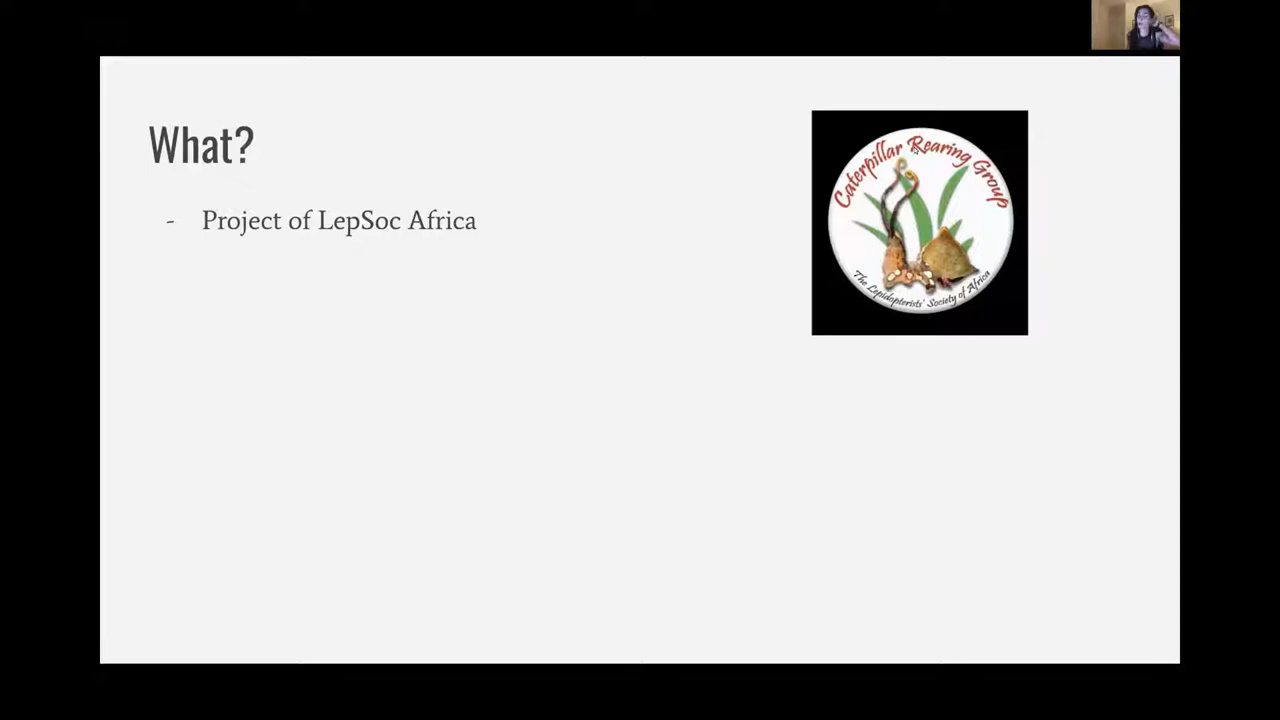 What?
- Project of LepSoc Africa
Caterpillar Rearing Group
The Lepidopterists' Society of Africa